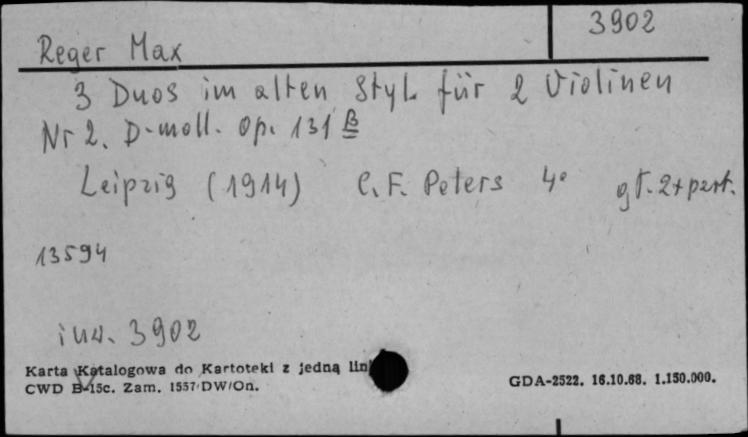 3902
Reger Max
3 Duos im alten Styl für 2 Violinen
Nr 2. D-moll. Op. 131 B
Leipzig (1914) C. F. Peters 4° gł. 2+part.
13594
inw. 3902
Karta Katalogowa do Kartoteki z jedną lin
CWD B-15c. Zam. 1557/DW/On.
GDA-2522. 16.10.68. 1.150.000.